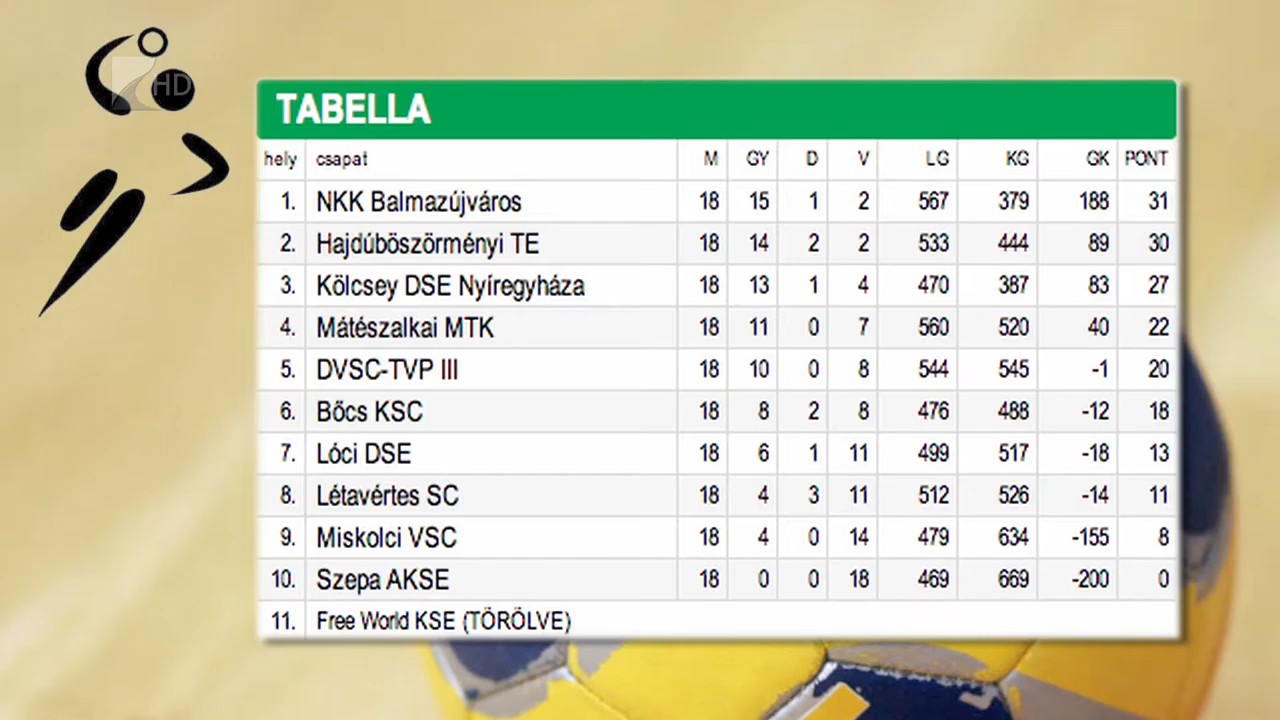 HD
TABELLA
hely csapat M GY D V LG KG GK PONT
1. NKK Balmazújváros 18 15 1 2 567 379 188 31
2. Hajdúböszörményi TE 18 14 2 2 533 444 89 30
3. Kölcsey DSE Nyíregyháza 18 13 1 4 470 387 83 27
4. Mátészalkai MTK 18 11 0 7 560 520 40 22
5. DVSC-TVP III 18 10 0 8 544 545 -1 20
6. Bőcs KSC 18 8 2 8 476 488 -12 18
7. Lóci DSE 18 6 1 11 499 517 -18 13
8. Létavértes SC 18 4 3 11 512 526 -14 11
9. Miskolci VSC 18 4 0 14 479 634 -155 8
10. Szepa AKSE 18 0 0 18 469 669 -200 0
11. Free World KSE (TÖRÖLVE)